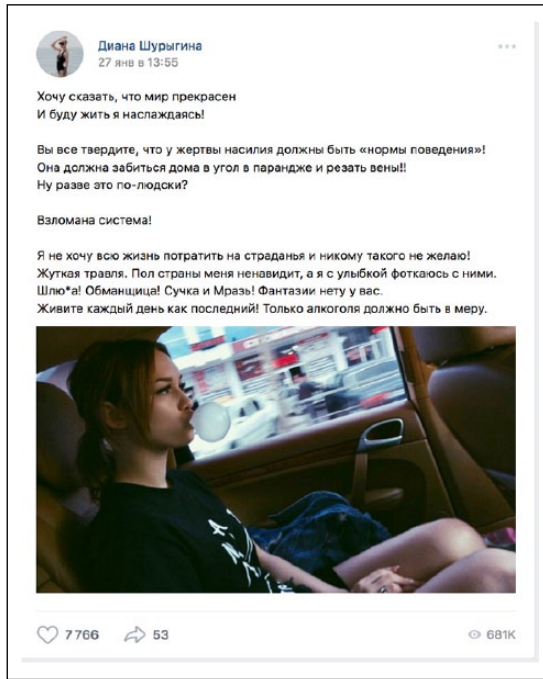 Диана Шурыгина
27 янв в 13:55
Хочу сказать, что мир прекрасен
И буду жить я наслаждаясь!
Вы все твердите, что у жертвы насилия должны быть «нормы поведения»!
Она должна забиться дома в угол в парандже и резать вены!!
Ну разве это по-людски?
Взломана система!
Я не хочу всю жизнь потратить на страданья и никому такого не желаю!
Жуткая травля. Пол страны меня ненавидит, а я с улыбкой фоткаюсь с ними.
Шлю*а! Обманщица! Сучка и Мразь! Фантазии нету у вас.
Живите каждый день как последний! Только алкоголя должно быть в меру.
7 766
53
681K